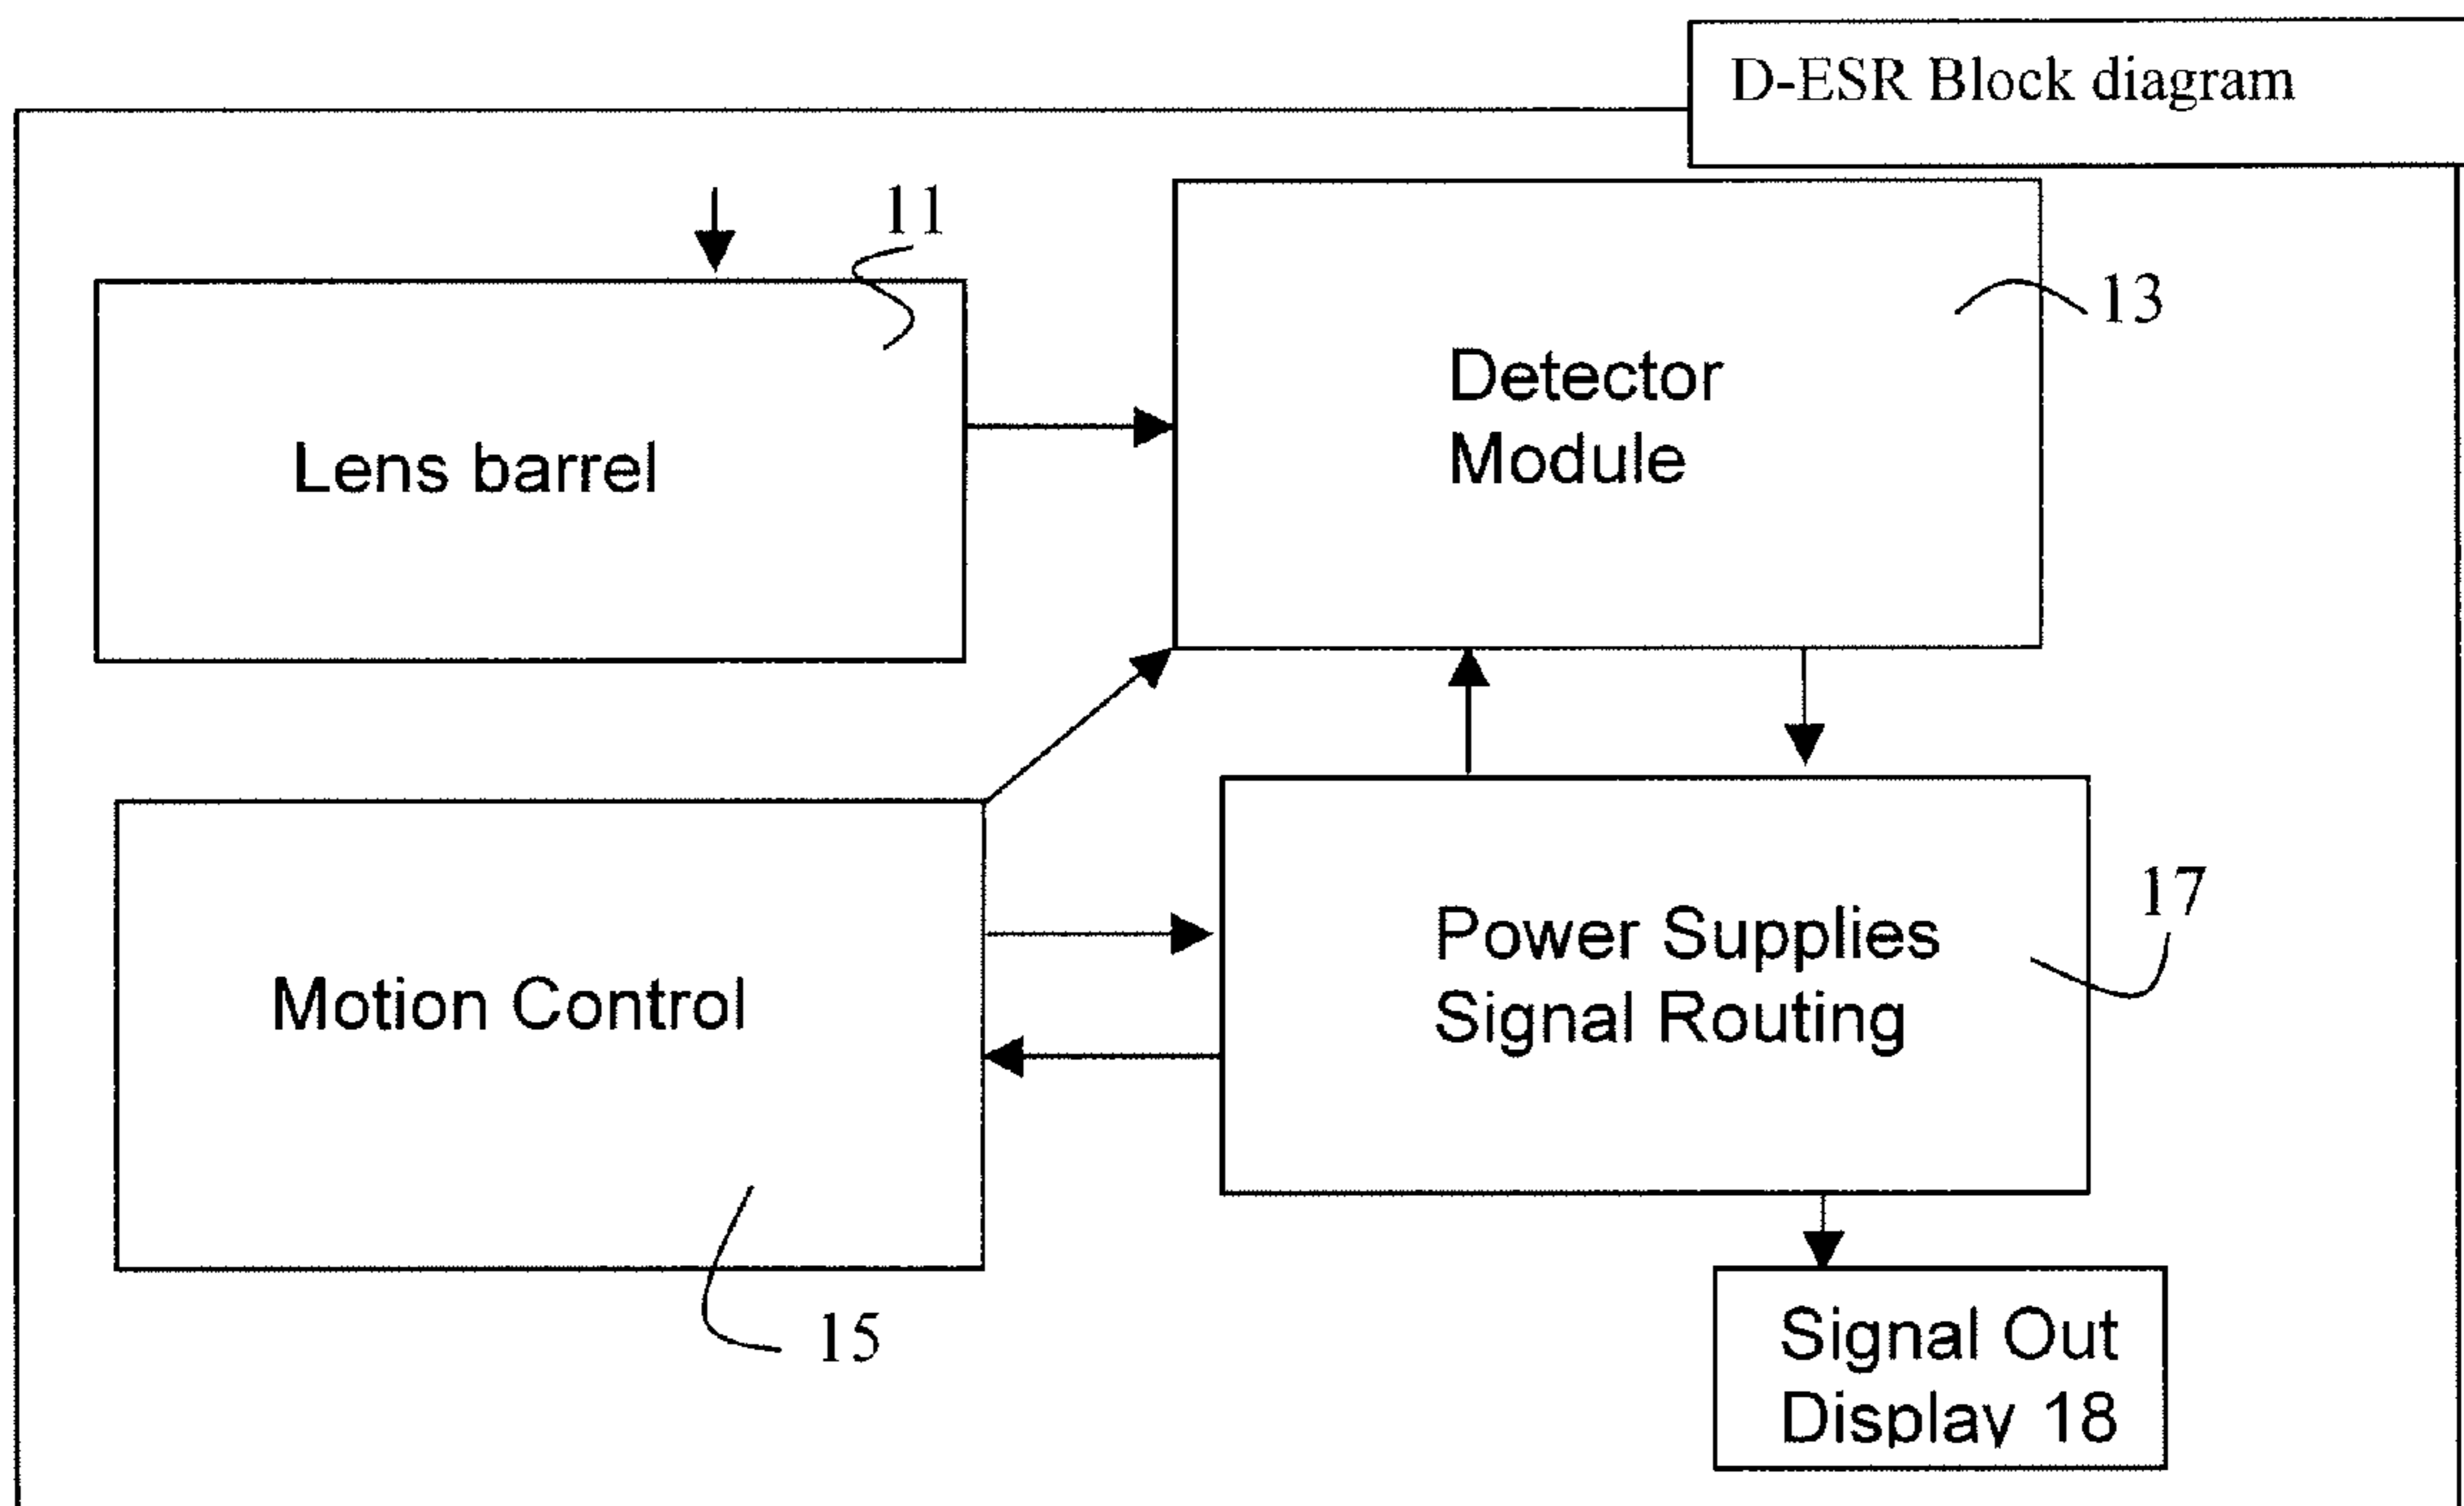 D-ESR Block diagram
11
13
Lens barrel
Detector
Module
17
Motion Control
Power Supplies
Signal Routing
15
Signal Out
Display 18